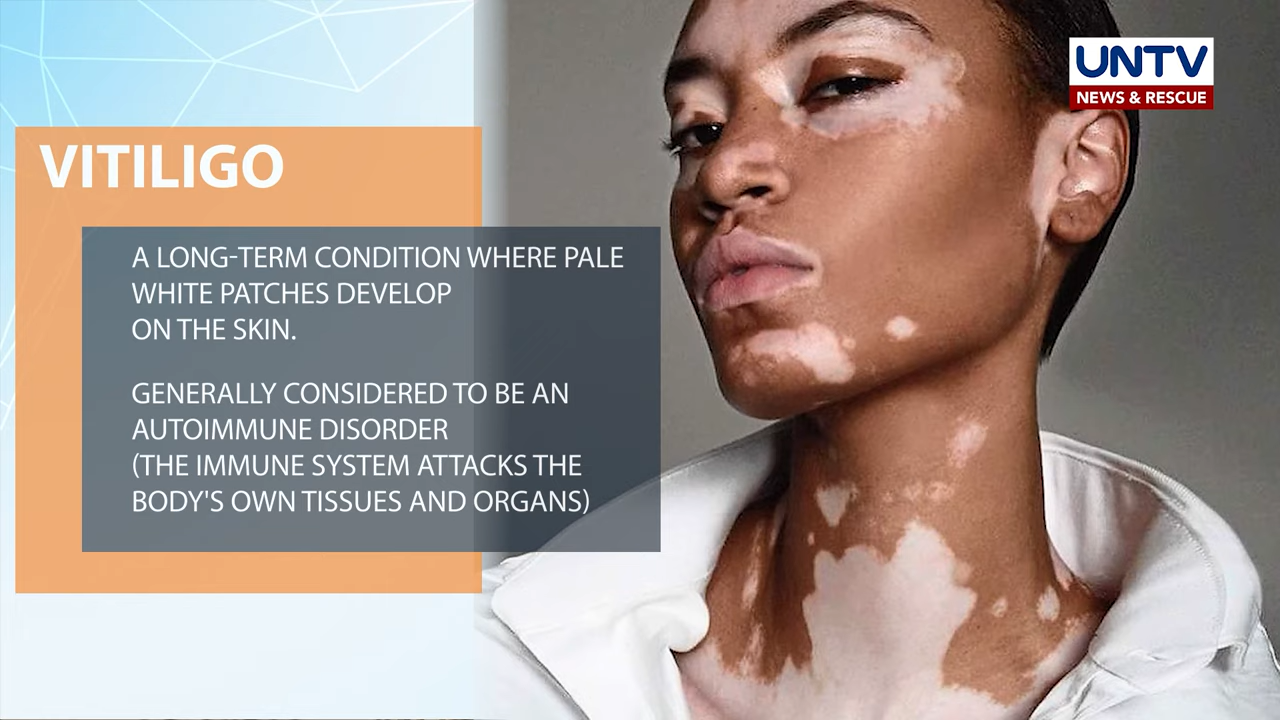 UNTV
NEWS & RESCUE
VITILIGO
A LONG-TERM CONDITION WHERE PALE
WHITE PATCHES DEVELOP
ON THE SKIN.
GENERALLY CONSIDERED TO BE AN
AUTOIMMUNE DISORDER
(THE IMMUNE SYSTEM ATTACKS THE
BODY'S OWN TISSUES AND ORGANS)